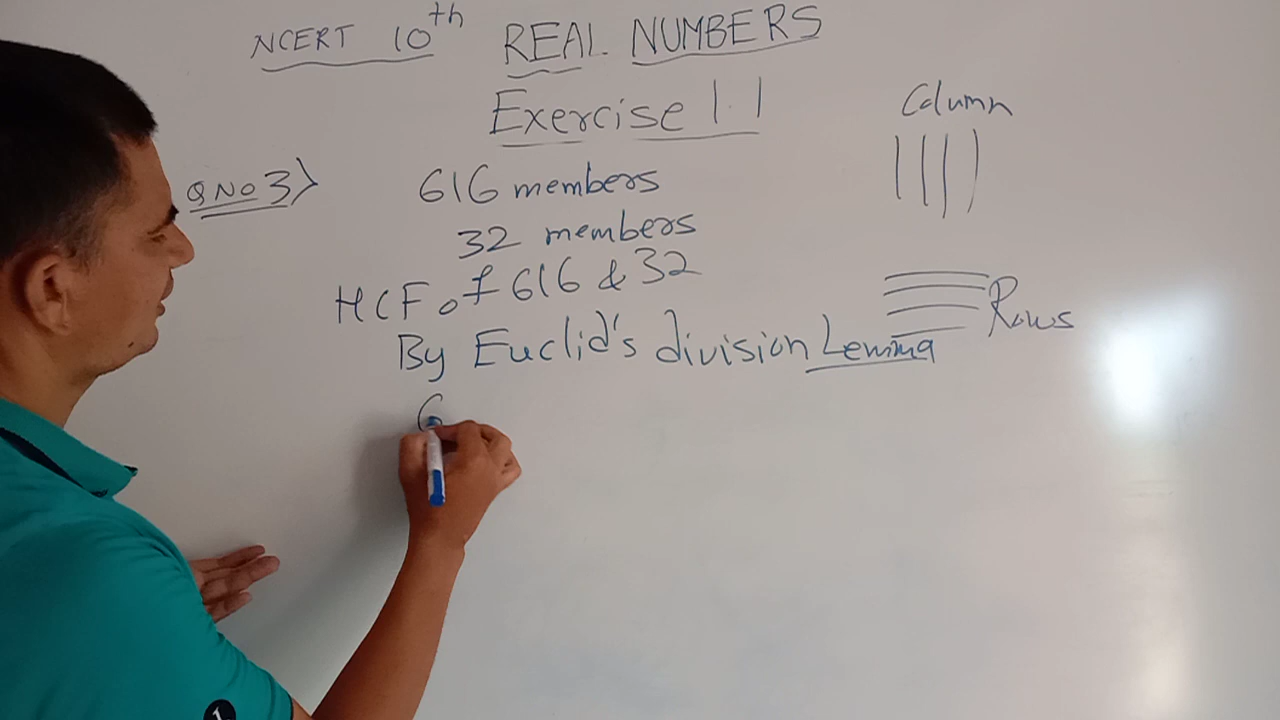 NCERT 10th REAL NUMBERS
Exercise 1.1
Column
Q NO 3>
616 members
32 members
HCF of 616 & 32
Rows
By Euclid's division Lemma
6